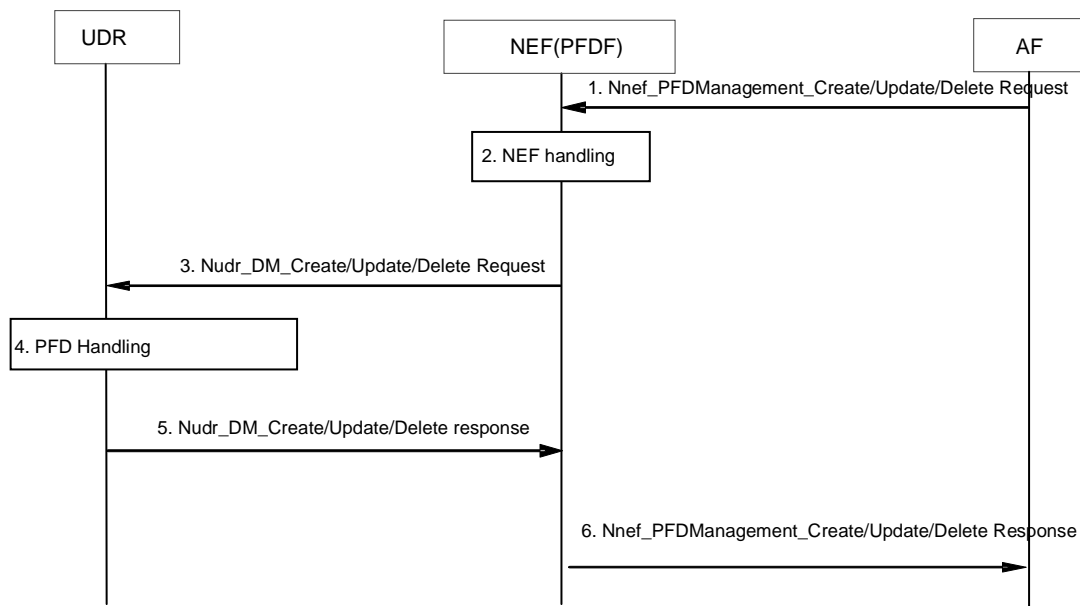 UDR
NEF(PFDF)
AF
1. Nnef_PFDManagement_Create/Update/Delete Request
2. NEF handling
3. Nudr_DM_Create/Update/Delete Request
4. PFD Handling
5. Nudr_DM_Create/Update/Delete response
6. Nnef_PFDManagement_Create/Update/Delete Response